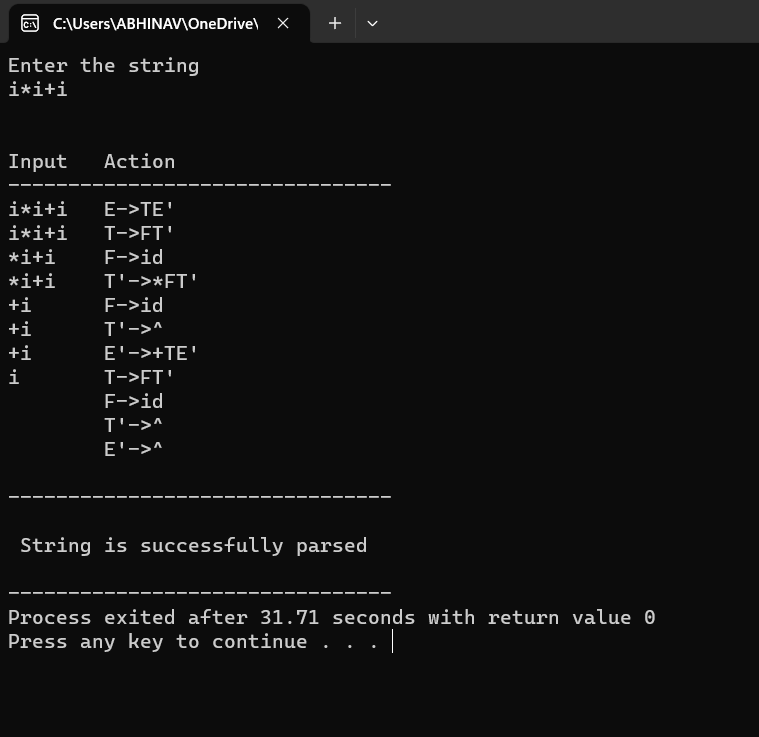 C:\Users\ABHINAV\OneDrive\
Enter the string
i*i+i
Input   Action
--------------------------------
i*i+i   E->TE'
i*i+i   T->FT'
*i+i    F->id
*i+i    T'->*FT'
+i      F->id
+i      T'->^
+i      E'->+TE'
i       T->FT'
        F->id
        T'->^
        E'->^
--------------------------------
 String is successfully parsed
--------------------------------
Process exited after 31.71 seconds with return value 0
Press any key to continue . . .